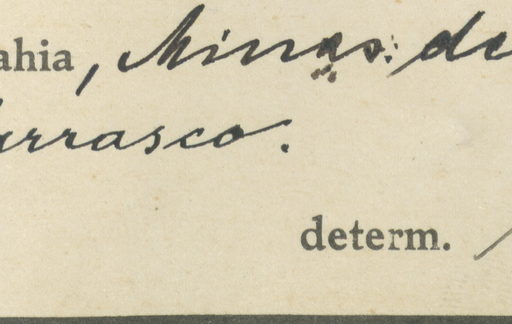 ahia, Minas de
arrasco.
determ.